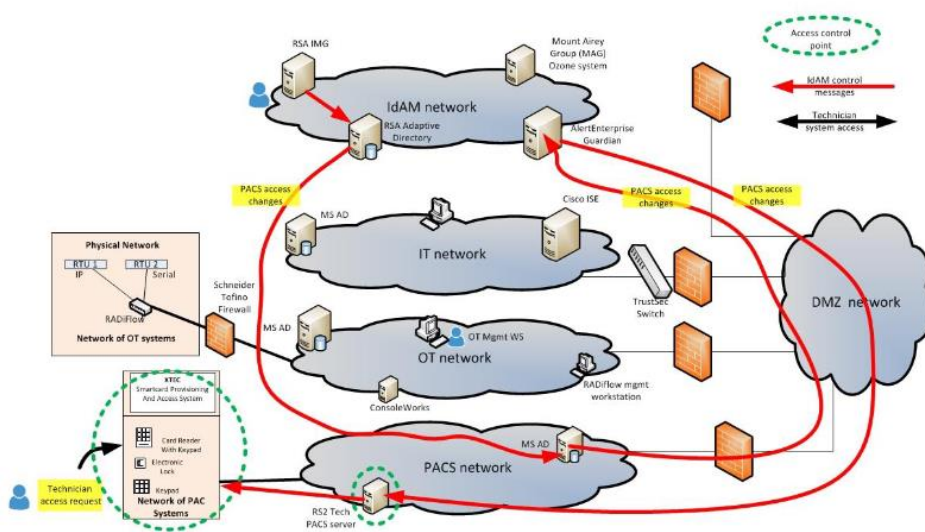 RSA IMG
Mount Airey
Group (MAG)
Ozone system
Access control
point
IdAM control
messages
Technician
system access
IdAM network
RSA Adaptive
Directory
AlertEnterprise
Guardian
PACS access
changes
PACS access
changes
PACS access
changes
MS AD
Cisco ISE
IT network
TrustSec
Switch
DMZ network
Physical Network
RTU 1
RTU 2
IP
Serial
RADiFlow
Network of OT systems
Schneider
Tofino
Firewall
MS AD
OT Mgmt WS
OT network
RADiflow mgmt
workstation
ConsoleWorks
XTEC
Smartcard Provisioning
And Access System
Card Reader
With Keypad
Electronic
Lock
Keypad
Network of PAC
Systems
Technician
access request
MS AD
PACS network
RS2 Tech
PACS server